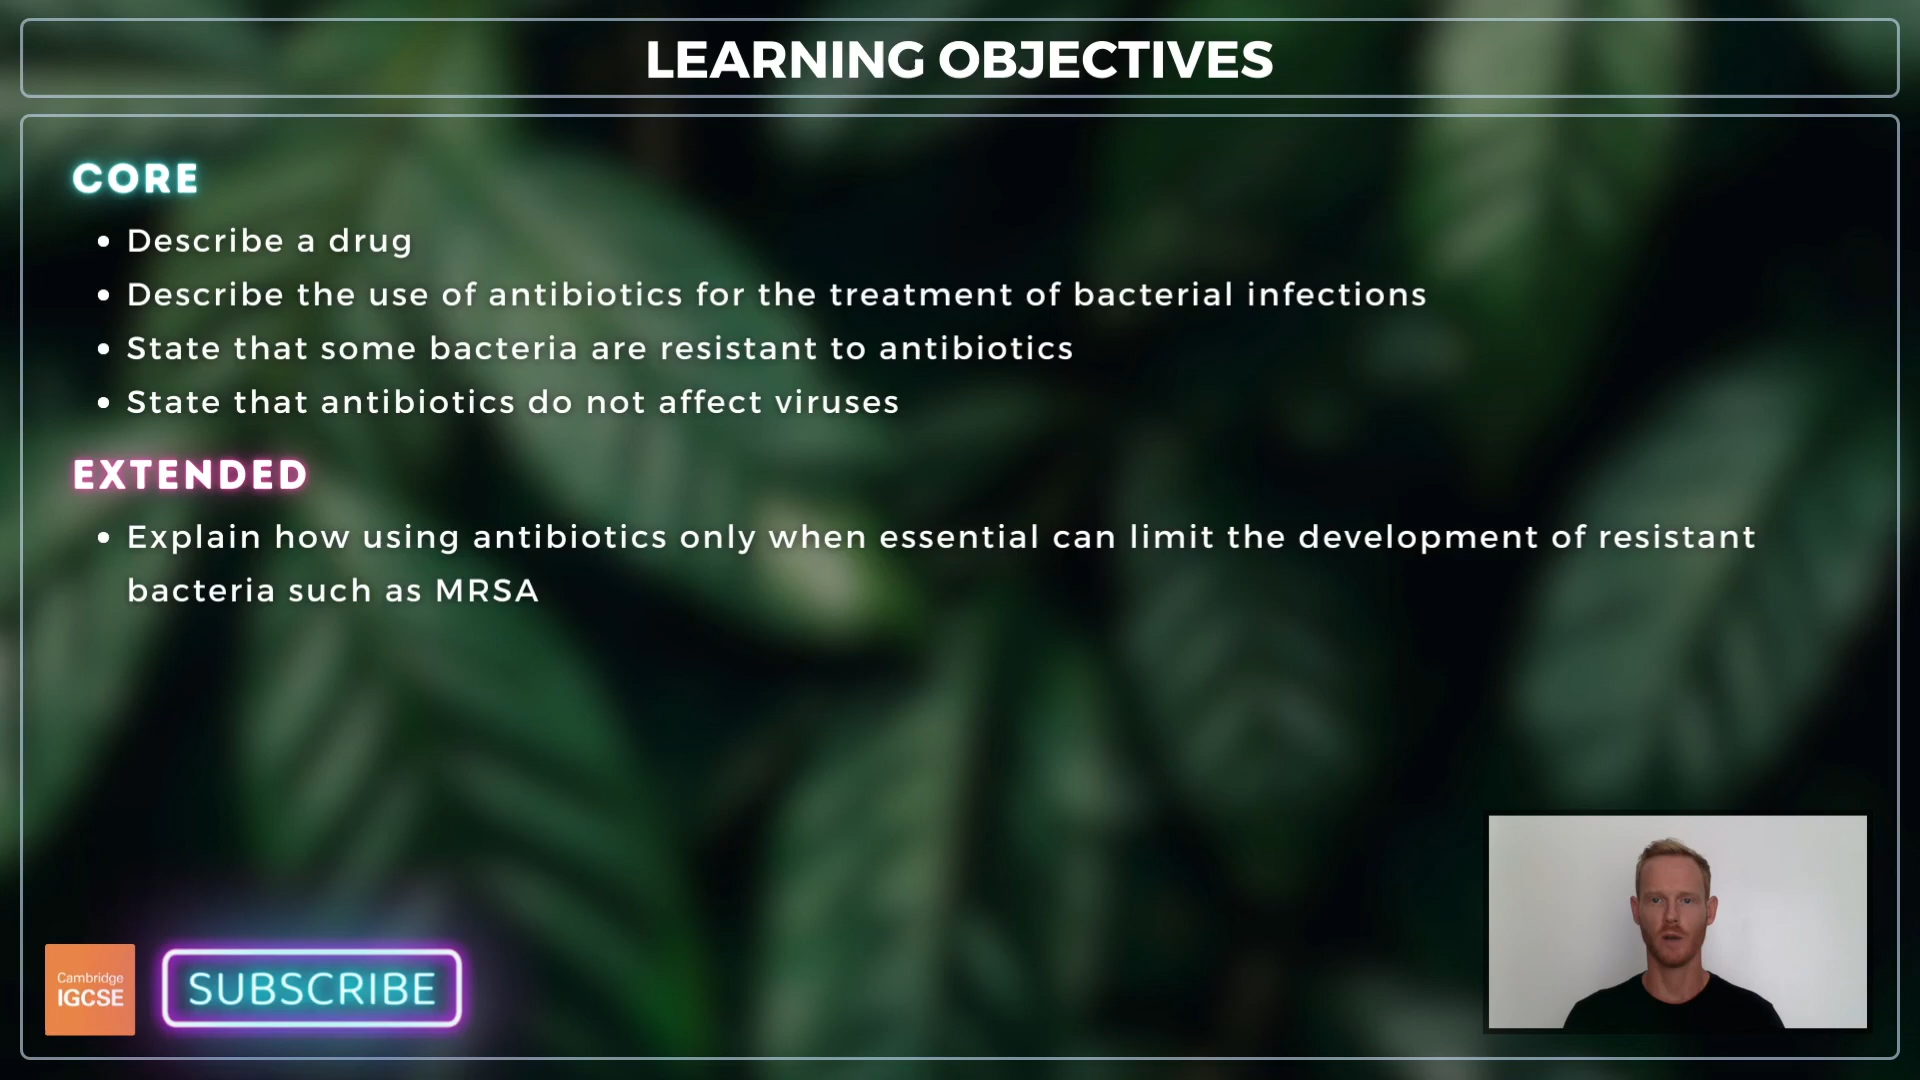 LEARNING OBJECTIVES
CORE
• Describe a drug
• Describe the use of antibiotics for the treatment of bacterial infections
• State that some bacteria are resistant to antibiotics
• State that antibiotics do not affect viruses
EXTENDED
• Explain how using antibiotics only when essential can limit the development of resistant
bacteria such as MRSA
Cambridge
IGCSE
SUBSCRIBE